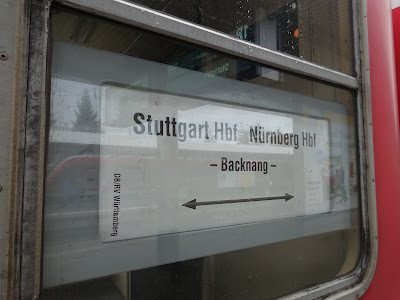 Stuttgart Hbf Nürnberg Hbf
– Backnang –
DB/RV Württemberg